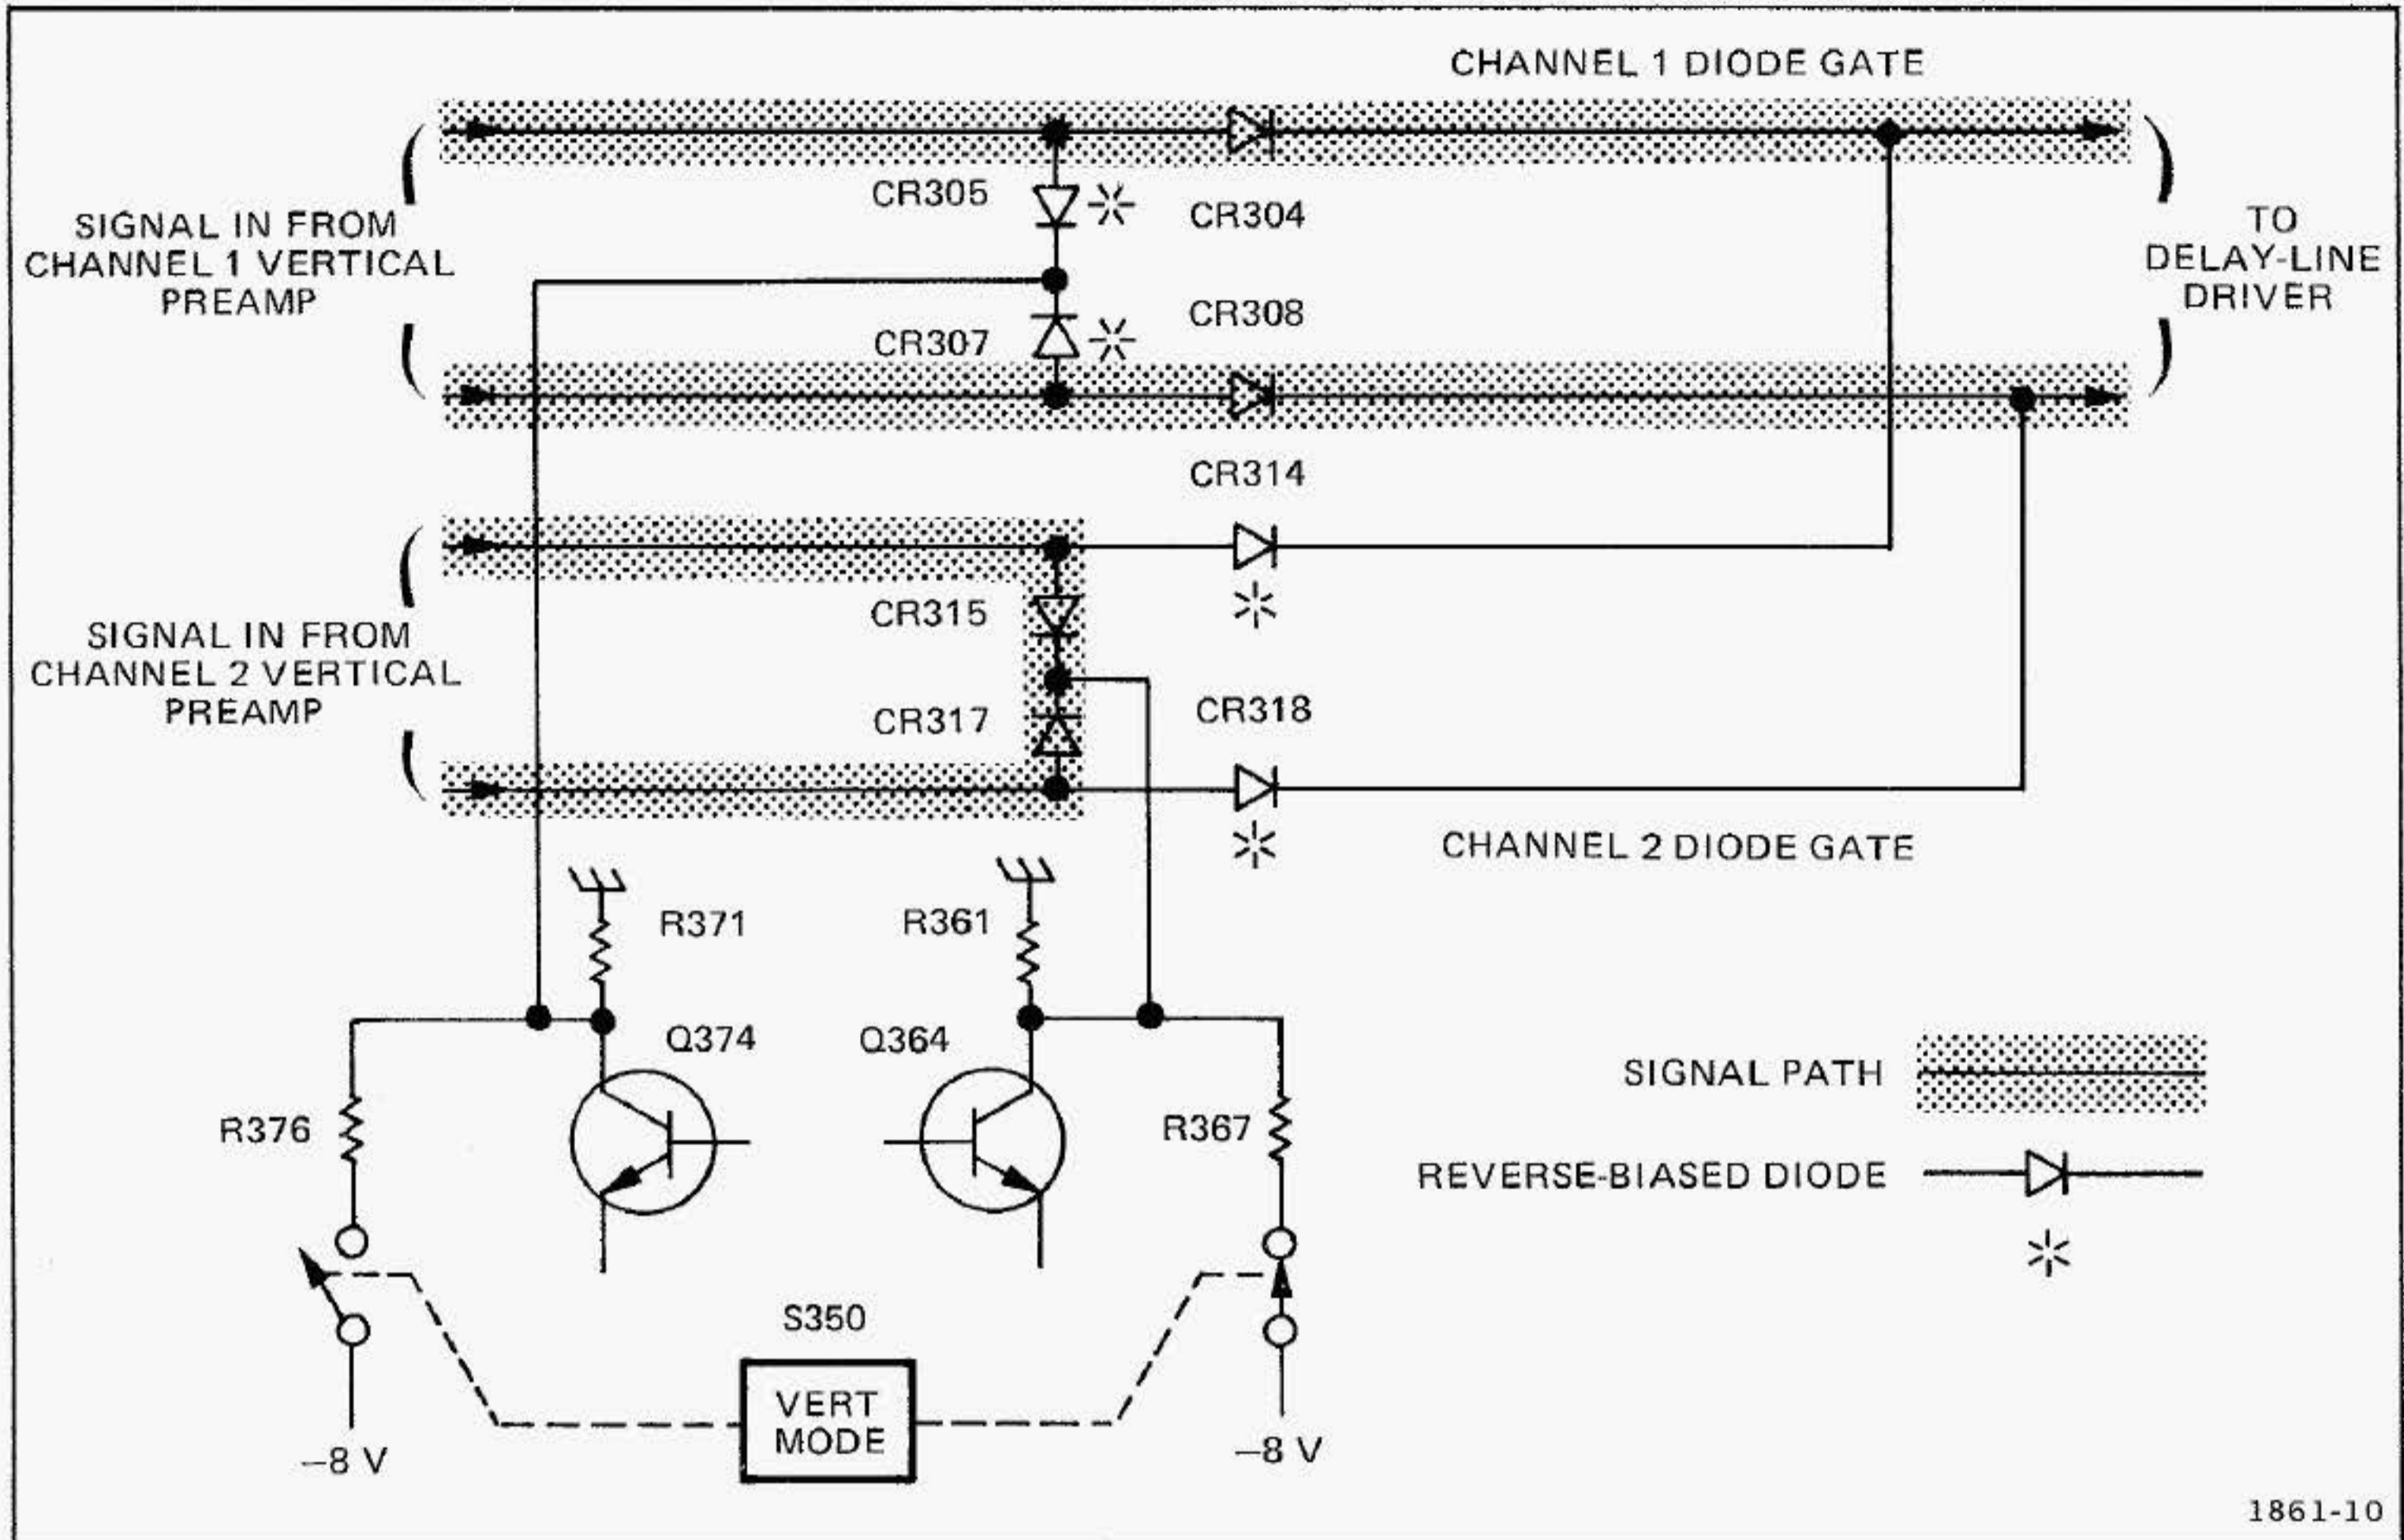 CHANNEL 1 DIODE GATE
CR305
CR304
SIGNAL IN FROM
CHANNEL 1 VERTICAL
PREAMP
TO
DELAY-LINE
DRIVER
CR308
CR307
CR314
CR315
SIGNAL IN FROM
CHANNEL 2 VERTICAL
PREAMP
CR317
CR318
CHANNEL 2 DIODE GATE
R371
R361
Q374
Q364
SIGNAL PATH
R376
R367
REVERSE-BIASED DIODE
S350
VERT
MODE
–8 V
–8 V
1861-10